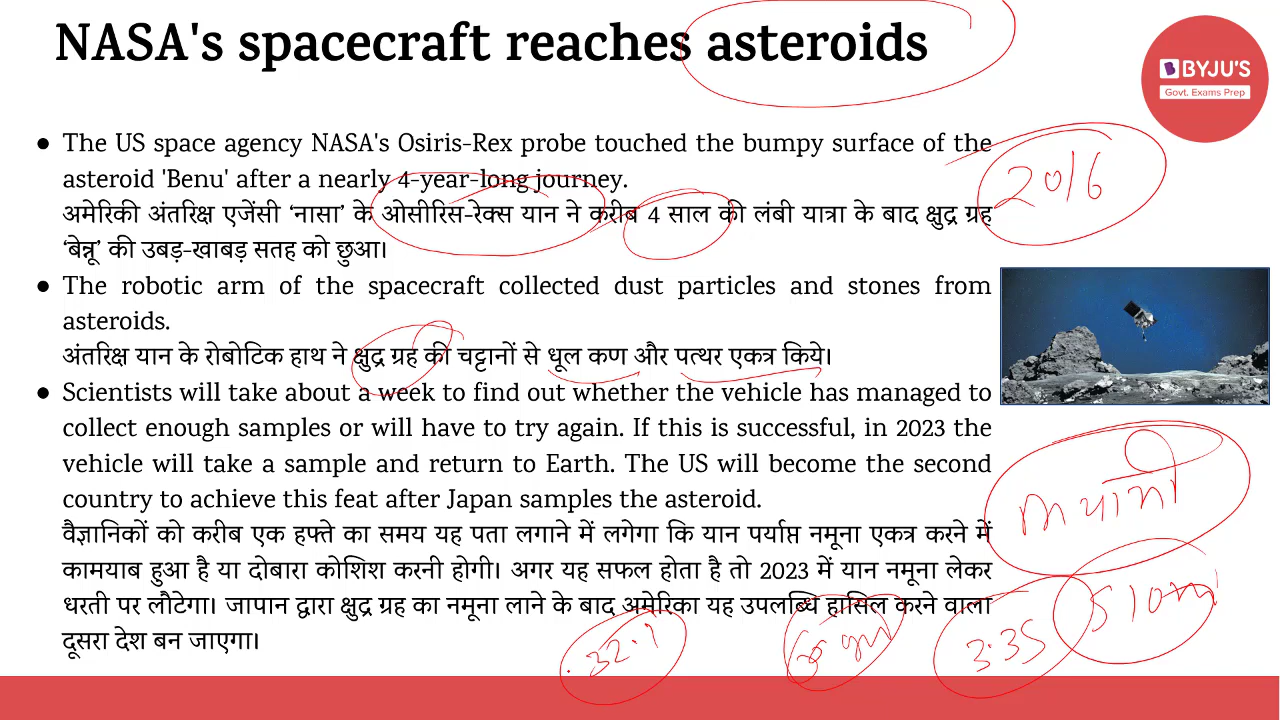 NASA's spacecraft reaches asteroids
BYJU'S
Govt. Exams Prep
• The US space agency NASA's Osiris-Rex probe touched the bumpy surface of the
asteroid 'Benu' after a nearly 4-year-long journey.
अमेरिकी अंतरिक्ष एजेंसी ‘नासा’ के ओसीरिस-रेक्स यान ने करीब 4 साल की लंबी यात्रा के बाद क्षुद्र ग्रह
‘बेन्नू’ की उबड़-खाबड़ सतह को छुआ।
2016
• The robotic arm of the spacecraft collected dust particles and stones from
asteroids.
अंतरिक्ष यान के रोबोटिक हाथ ने क्षुद्र ग्रह की चट्टानों से धूल कण और पत्थर एकत्र किये।
• Scientists will take about a week to find out whether the vehicle has managed to
collect enough samples or will have to try again. If this is successful, in 2023 the
vehicle will take a sample and return to Earth. The US will become the second
country to achieve this feat after Japan samples the asteroid.
वैज्ञानिकों को करीब एक हफ्ते का समय यह पता लगाने में लगेगा कि यान पर्याप्त नमूना एकत्र करने में
कामयाब हुआ है या दोबारा कोशिश करनी होगी। अगर यह सफल होता है तो 2023 में यान नमूना लेकर
धरती पर लौटेगा। जापान द्वारा क्षुद्र ग्रह का नमूना लाने के बाद अमेरिका यह उपलब्धि हासिल करने वाला
दूसरा देश बन जाएगा।
510m
32.1
3.35